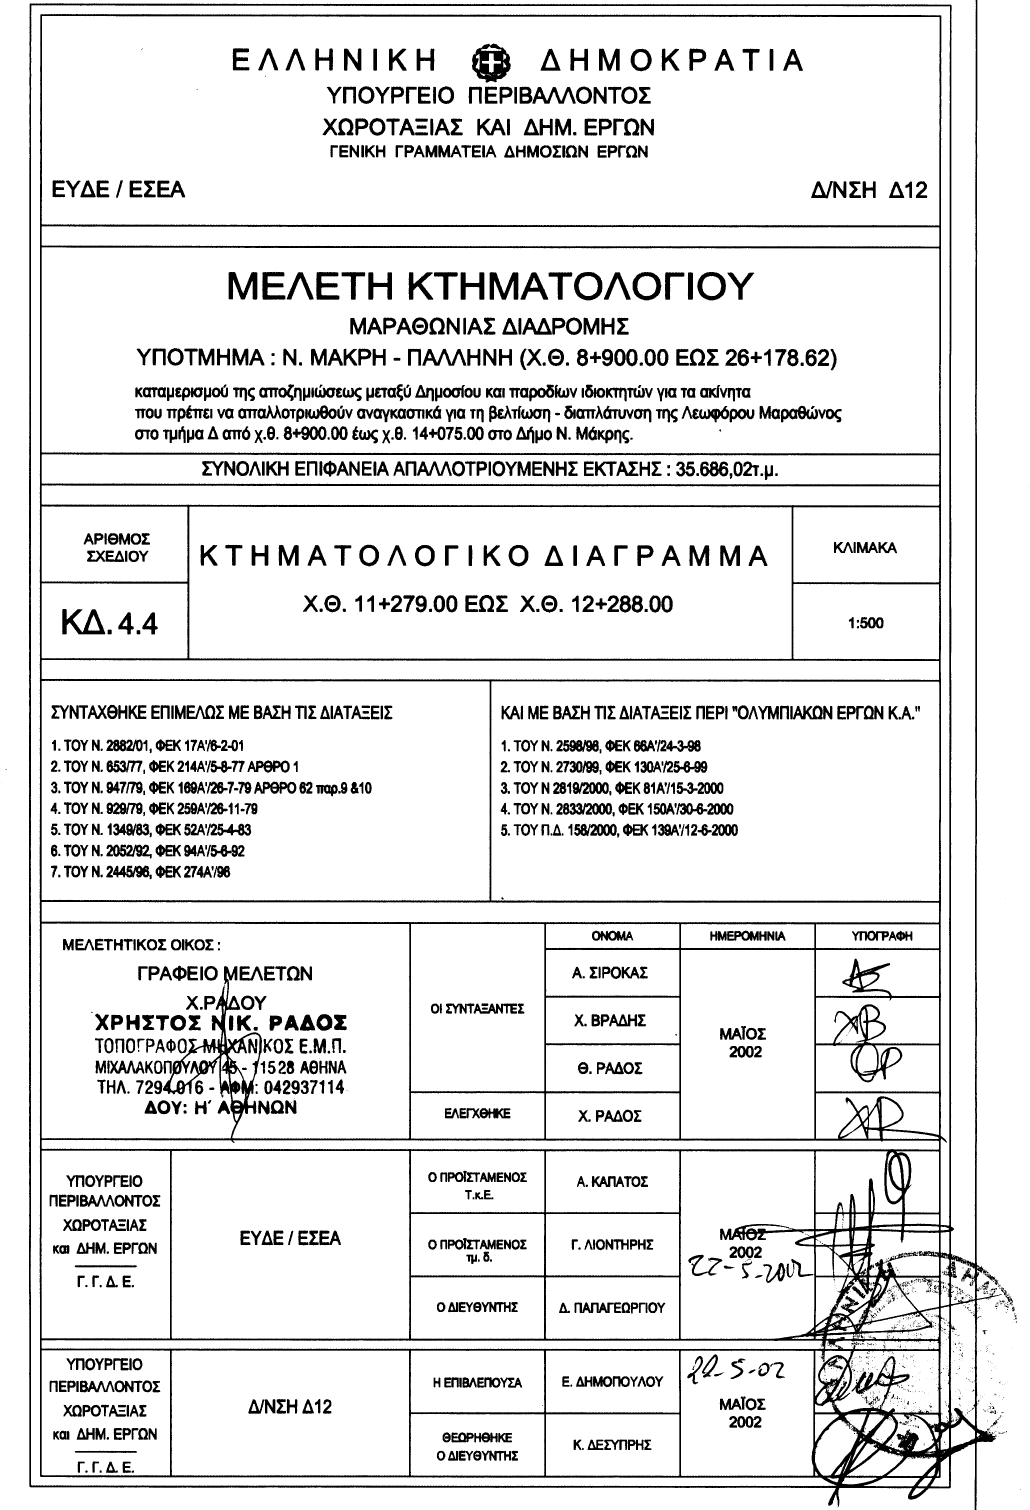 ΕΛΛΗΝΙΚΗ ΔΗΜΟΚΡΑΤΙΑ
ΥΠΟΥΡΓΕΙΟ ΠΕΡΙΒΑΛΛΟΝΤΟΣ
ΧΩΡΟΤΑΞΙΑΣ ΚΑΙ ΔΗΜ. ΕΡΓΩΝ
ΓΕΝΙΚΗ ΓΡΑΜΜΑΤΕΙΑ ΔΗΜΟΣΙΩΝ ΕΡΓΩΝ
ΕΥΔΕ / ΕΣΕΑ
Δ/ΝΣΗ Δ12
ΜΕΛΕΤΗ ΚΤΗΜΑΤΟΛΟΓΙΟΥ
ΜΑΡΑΘΩΝΙΑΣ ΔΙΑΔΡΟΜΗΣ
ΥΠΟΤΜΗΜΑ : Ν. ΜΑΚΡΗ - ΠΑΛΛΗΝΗ (Χ.Θ. 8+900.00 ΕΩΣ 26+178.62)
καταμερισμού της αποζημιώσεως μεταξύ Δημοσίου και παροδίων ιδιοκτητών για τα ακίνητα
που πρέπει να απαλλοτριωθούν αναγκαστικά για τη βελτίωση - διαπλάτυνση της Λεωφόρου Μαραθώνος
στο τμήμα Δ από χ.θ. 8+900.00 έως χ.θ. 14+075.00 στο Δήμο Ν. Μάκρης.
ΣΥΝΟΛΙΚΗ ΕΠΙΦΑΝΕΙΑ ΑΠΑΛΛΟΤΡΙΟΥΜΕΝΗΣ ΕΚΤΑΣΗΣ : 35.686,02τ.μ.
ΑΡΙΘΜΟΣ
ΣΧΕΔΙΟΥ
ΚΔ. 4.4
ΚΤΗΜΑΤΟΛΟΓΙΚΟ ΔΙΑΓΡΑΜΜΑ
Χ.Θ. 11+279.00 ΕΩΣ Χ.Θ. 12+288.00
ΚΛΙΜΑΚΑ
1:500
ΣΥΝΤΑΧΘΗΚΕ ΕΠΙΜΕΛΩΣ ΜΕ ΒΑΣΗ ΤΙΣ ΔΙΑΤΑΞΕΙΣ
1. ΤΟΥ Ν. 2882/01, ΦΕΚ 17Α'/6-2-01
2. ΤΟΥ Ν. 653/77, ΦΕΚ 214Α'/5-8-77 ΑΡΘΡΟ 1
3. ΤΟΥ Ν. 947/79, ΦΕΚ 169Α'/26-7-79 ΑΡΘΡΟ 62 παρ.9 &10
4. ΤΟΥ Ν. 929/79, ΦΕΚ 259Α'/26-11-79
5. ΤΟΥ Ν. 1349/83, ΦΕΚ 52Α'/25-4-83
6. ΤΟΥ Ν. 2052/92, ΦΕΚ 94Α'/5-6-92
7. ΤΟΥ Ν. 2445/96, ΦΕΚ 274Α'/96
ΚΑΙ ΜΕ ΒΑΣΗ ΤΙΣ ΔΙΑΤΑΞΕΙΣ ΠΕΡΙ "ΟΛΥΜΠΙΑΚΩΝ ΕΡΓΩΝ Κ.Α."
1. ΤΟΥ Ν. 2598/98, ΦΕΚ 66Α'/24-3-98
2. ΤΟΥ Ν. 2730/99, ΦΕΚ 130Α'/25-6-99
3. ΤΟΥ Ν 2819/2000, ΦΕΚ 81Α'/15-3-2000
4. ΤΟΥ Ν. 2833/2000, ΦΕΚ 150Α'/30-6-2000
5. ΤΟΥ Π.Δ. 158/2000, ΦΕΚ 139Α'/12-6-2000
ΜΕΛΕΤΗΤΙΚΟΣ ΟΙΚΟΣ :
ΓΡΑΦΕΙΟ ΜΕΛΕΤΩΝ
Χ.ΡΑΔΟΥ
ΧΡΗΣΤΟΣ ΝΙΚ. ΡΑΔΟΣ
ΤΟΠΟΓΡΑΦΟΣ ΜΗΧΑΝΙΚΟΣ Ε.Μ.Π.
ΜΙΧΑΛΑΚΟΠΟΥΛΟΥ 45 - 11528 ΑΘΗΝΑ
ΤΗΛ. 7294.016 - ΑΦΜ: 042937114
ΔΟΥ: Η' ΑΘΗΝΩΝ
ΟΝΟΜΑ ΗΜΕΡΟΜΗΝΙΑ ΥΠΟΓΡΑΦΗ
ΟΙ ΣΥΝΤΑΞΑΝΤΕΣ
Α. ΣΙΡΟΚΑΣ
Χ. ΒΡΑΔΗΣ
ΧΒ
Θ. ΡΑΔΟΣ
ΘΡ
ΜΑΪΟΣ
2002
ΕΛΕΓΧΘΗΚΕ
Χ. ΡΑΔΟΣ
ΧΡ
ΥΠΟΥΡΓΕΙΟ
ΠΕΡΙΒΑΛΛΟΝΤΟΣ
ΧΩΡΟΤΑΞΙΑΣ
και ΔΗΜ. ΕΡΓΩΝ
Γ. Γ. Δ. Ε.
ΕΥΔΕ / ΕΣΕΑ
Ο ΠΡΟΪΣΤΑΜΕΝΟΣ
Τ.κ.Ε.
Α. ΚΑΠΑΤΟΣ
Ο ΠΡΟΪΣΤΑΜΕΝΟΣ
τμ. δ.
Γ. ΛΙΟΝΤΗΡΗΣ
Ο ΔΙΕΥΘΥΝΤΗΣ
Δ. ΠΑΠΑΓΕΩΡΓΙΟΥ
ΜΑΪΟΣ
2002
22-5-2002
ΥΠΟΥΡΓΕΙΟ
ΠΕΡΙΒΑΛΛΟΝΤΟΣ
ΧΩΡΟΤΑΞΙΑΣ
και ΔΗΜ. ΕΡΓΩΝ
Γ. Γ. Δ. Ε.
Δ/ΝΣΗ Δ12
Η ΕΠΙΒΛΕΠΟΥΣΑ
Ε. ΔΗΜΟΠΟΥΛΟΥ
22-5-02
ΜΑΪΟΣ
2002
ΘΕΩΡΗΘΗΚΕ
Ο ΔΙΕΥΘΥΝΤΗΣ
Κ. ΔΕΣΥΠΡΗΣ